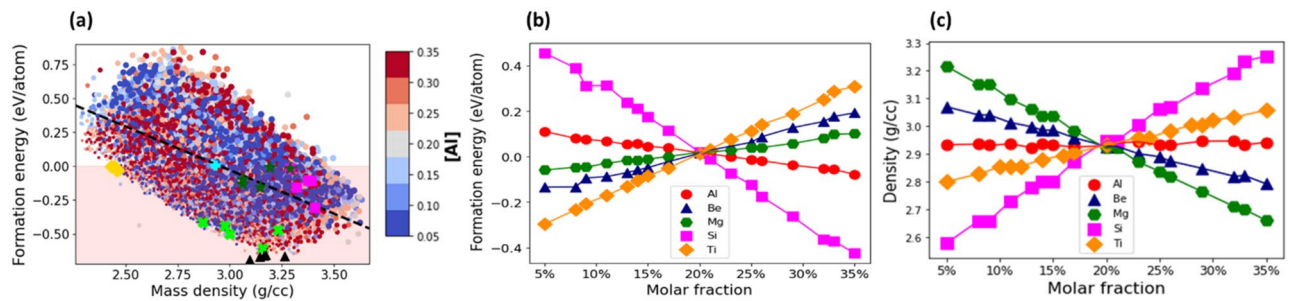 (a)
Formation energy (eV/atom)
0.75
0.50
0.25
0.00
−0.25
−0.50
2.50 2.75 3.00 3.25 3.50
Mass density (g/cc)
0.35
0.30
0.25
0.20
0.15
0.10
0.05
[Al]
(b)
Formation energy (eV/atom)
0.4
0.2
0.0
−0.2
−0.4
Al
Be
Mg
Si
Ti
5% 10% 15% 20% 25% 30% 35%
Molar fraction
(c)
Density (g/cc)
3.3
3.2
3.1
3.0
2.9
2.8
2.7
2.6
Al
Be
Mg
Si
Ti
5% 10% 15% 20% 25% 30% 35%
Molar fraction